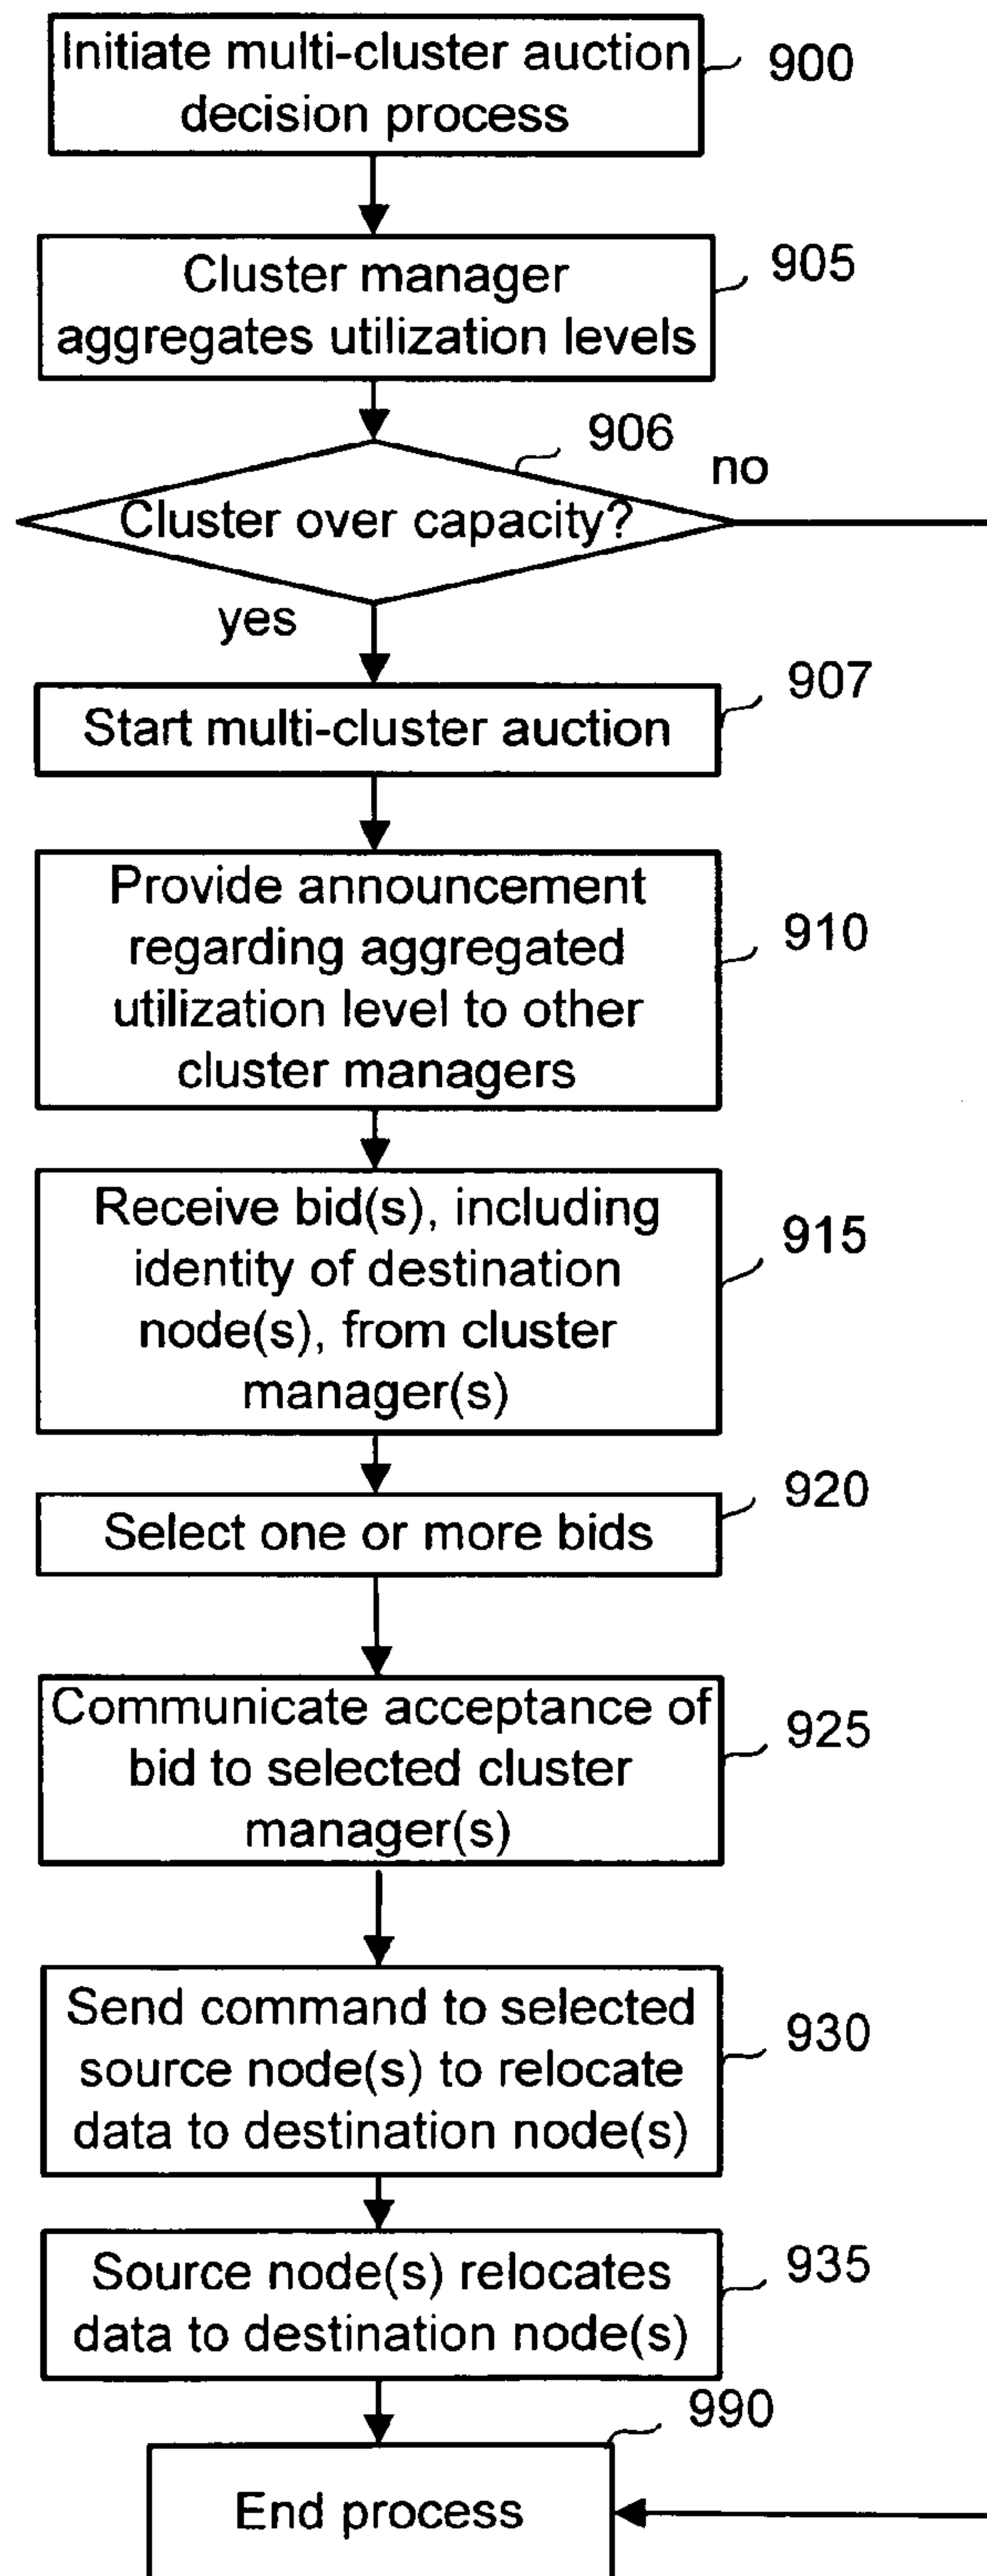 Initiate multi-cluster auction
decision process
900
Cluster manager
aggregates utilization levels
905
906
no
Cluster over capacity?
yes
907
Start multi-cluster auction
Provide announcement
regarding aggregated
utilization level to other
cluster managers
910
Receive bid(s), including
identity of destination
node(s), from cluster
manager(s)
915
920
Select one or more bids
Communicate acceptance of
bid to selected cluster
manager(s)
925
Send command to selected
source node(s) to relocate
data to destination node(s)
930
Source node(s) relocates
data to destination node(s)
935
990
End process